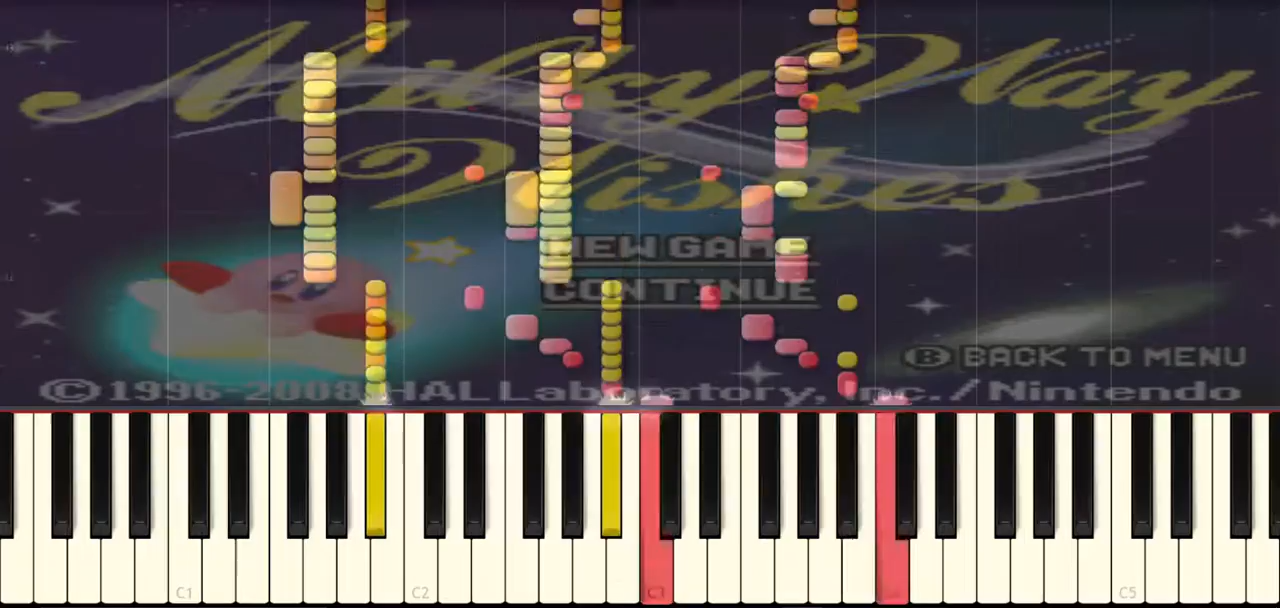 Milky Way
Wishes
NEW GAME
CONTINUE
Ⓑ BACK TO MENU
©1996-2008 HAL Laboratory, Inc. / Nintendo
C1 C2 C3 C5